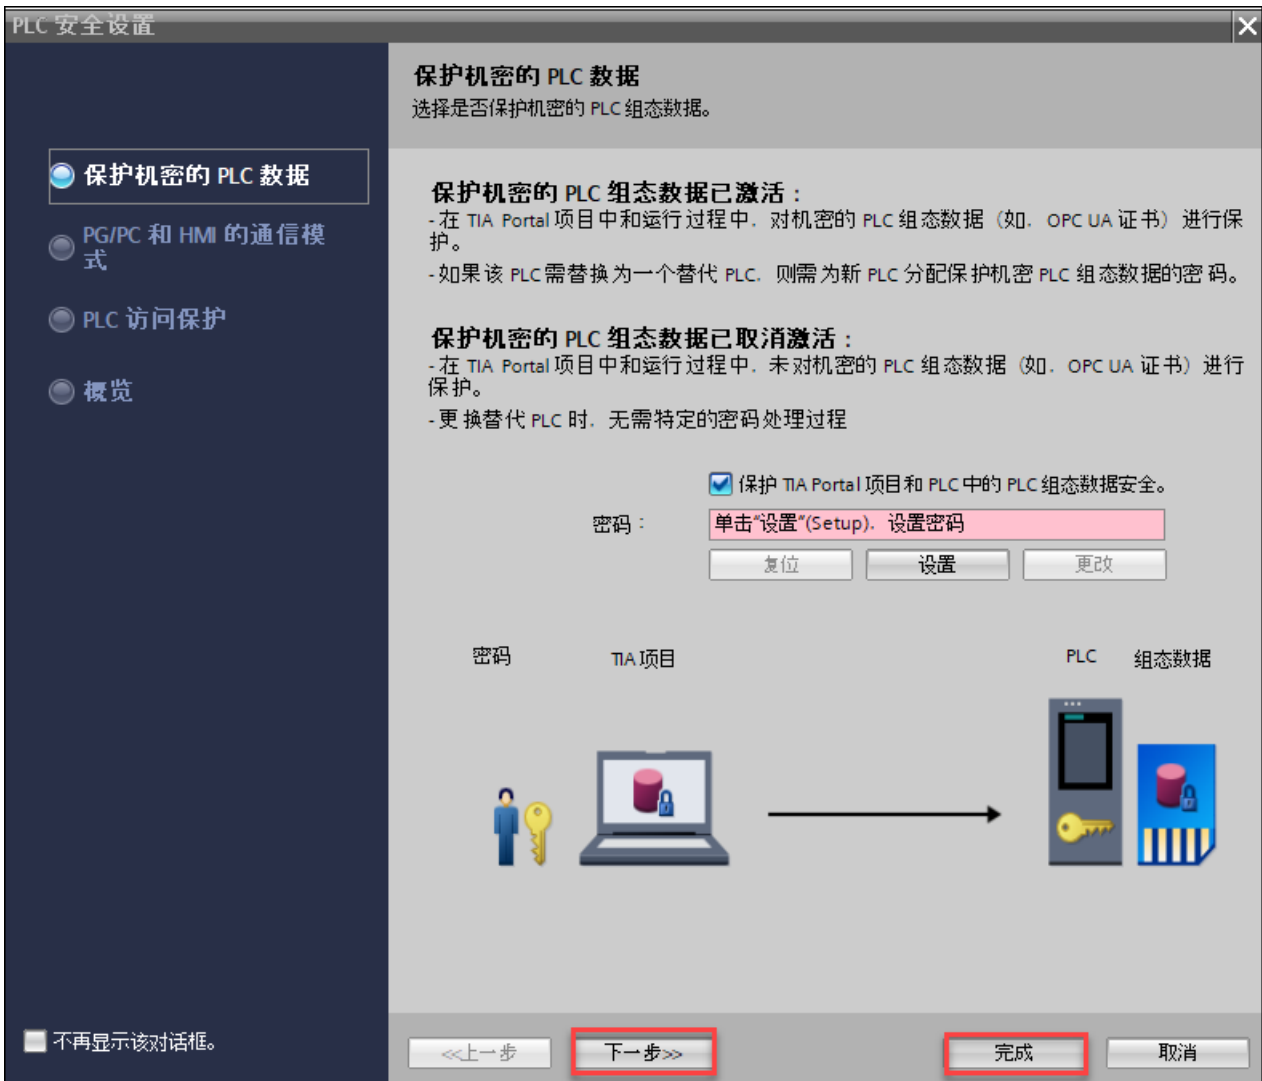 PLC 安全设置
保护机密的 PLC 数据
选择是否保护机密的 PLC 组态数据。
保护机密的 PLC 数据
PG/PC 和 HMI 的通信模
式
PLC 访问保护
概览
保护机密的 PLC 组态数据已激活：
-在 TIA Portal 项目中和运行过程中，对机密的 PLC 组态数据（如，OPC UA 证书）进行保
护。
-如果该 PLC 需替换为一个替代 PLC，则需为新 PLC 分配保护机密 PLC 组态数据的密码。
保护机密的 PLC 组态数据已取消激活：
-在 TIA Portal 项目中和运行过程中，未对机密的 PLC 组态数据（如，OPC UA 证书）进行
保护。
-更换替代 PLC 时，无需特定的密码处理过程
保护 TIA Portal 项目和 PLC 中的 PLC 组态数据安全。
密码：
单击"设置"(Setup)，设置密码
复位
设置
更改
密码
TIA 项目
PLC
组态数据
不再显示该对话框。
<<上一步
下一步>>
完成
取消